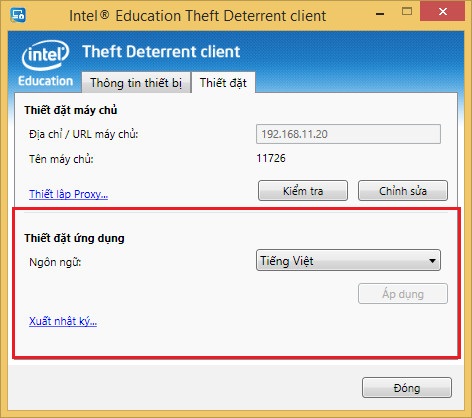 Intel® Education Theft Deterrent client
intel
Education
Theft Deterrent client
Thông tin thiết bị
Thiết đặt
Thiết đặt máy chủ
Địa chỉ / URL máy chủ:
192.168.11.20
Tên máy chủ:
11726
Thiết lập Proxy...
Kiểm tra
Chỉnh sửa
Thiết đặt ứng dụng
Ngôn ngữ:
Tiếng Việt
Áp dụng
Xuất nhật ký...
Đóng